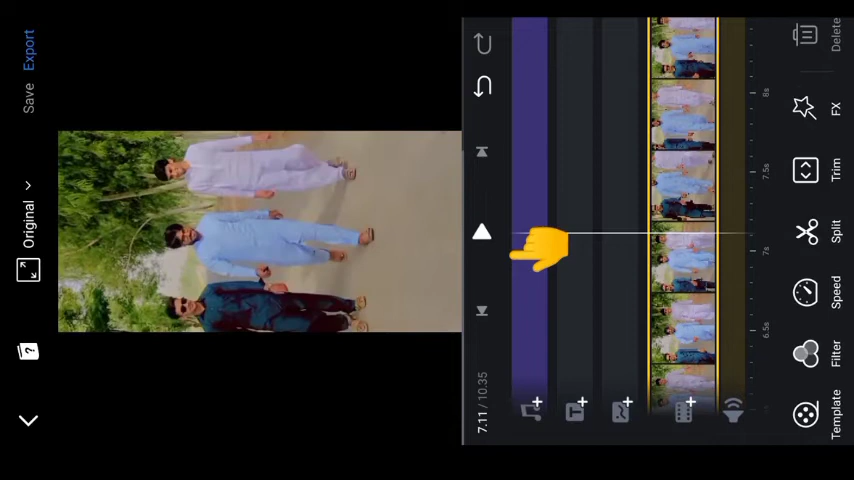 Original
Save
Export
7.11 / 10.35
6.5s
7s
7.5s
8s
Template
Filter
Speed
Split
Trim
FX
Delete